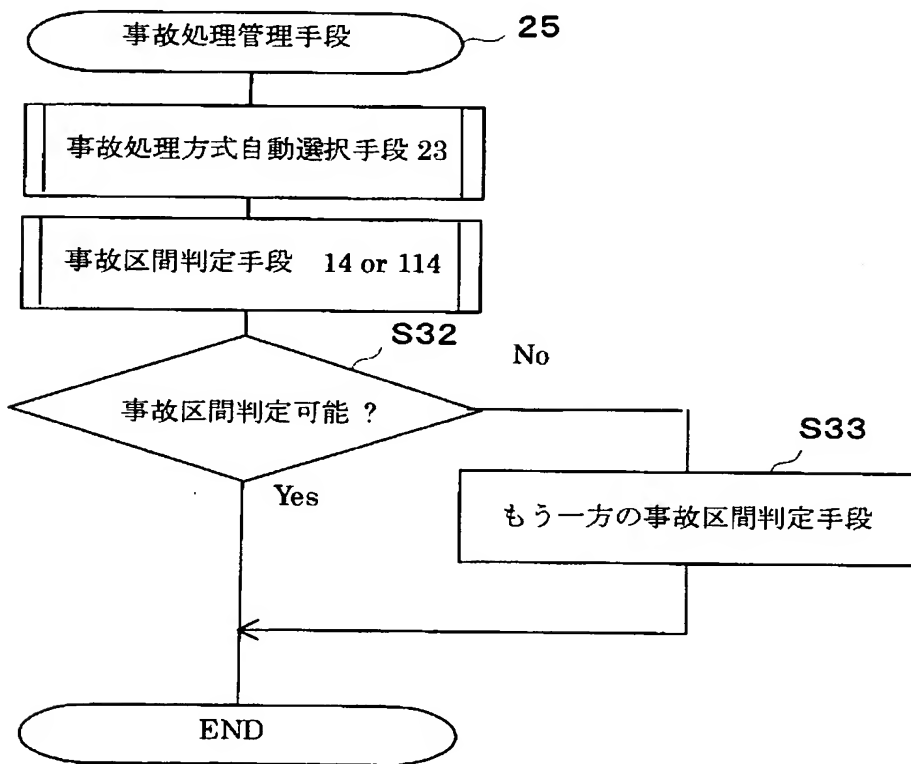 事故処理管理手段
25
事故処理方式自動選択手段 23
事故区間判定手段 14 or 114
S32
No
事故区間判定可能 ?
S33
Yes
もう一方の事故区間判定手段
END